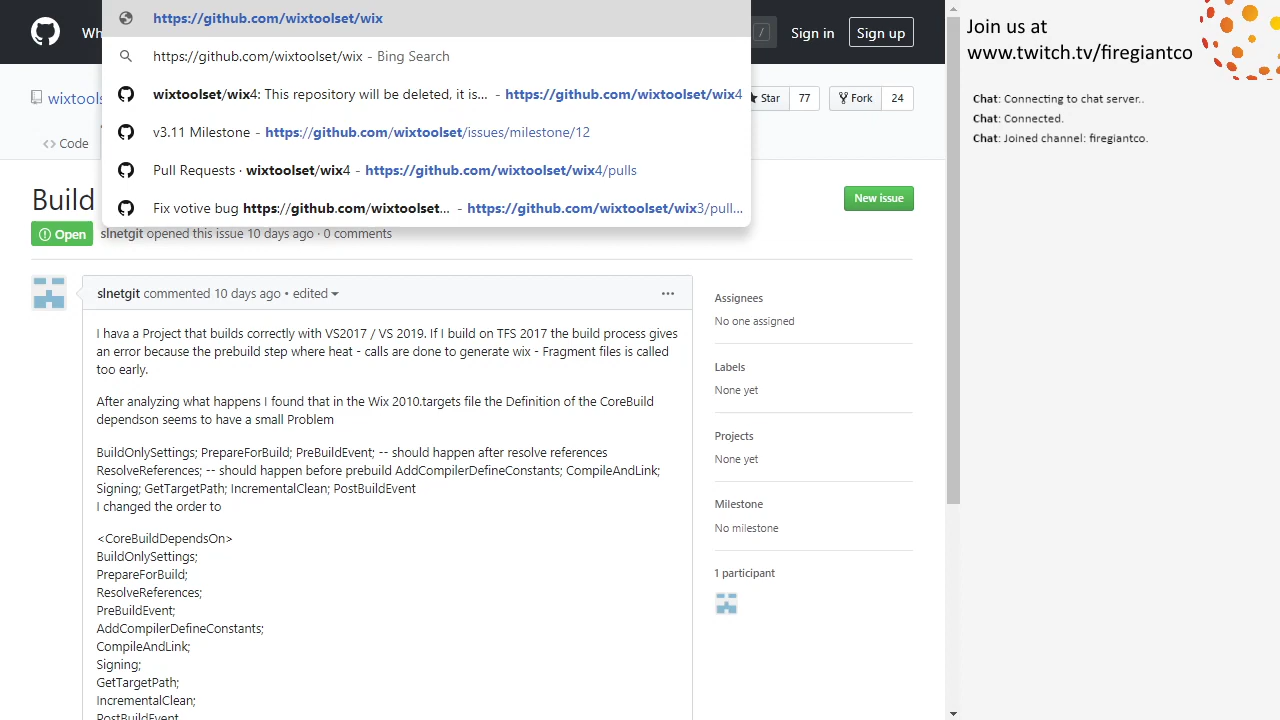 https://github.com/wixtoolset/wix
https://github.com/wixtoolset/wix - Bing Search
wixtoolset/wix4: This repository will be deleted, it is... - https://github.com/wixtoolset/wix4
v3.11 Milestone - https://github.com/wixtoolset/issues/milestone/12
Pull Requests · wixtoolset/wix4 - https://github.com/wixtoolset/wix4/pulls
Fix votive bug https://github.com/wixtoolset... - https://github.com/wixtoolset/wix3/pull...
Wh
/
Sign in
Sign up
wixtools
Star 77
Fork 24
Code
Build
New issue
Open
slnetgit opened this issue 10 days ago · 0 comments
slnetgit commented 10 days ago • edited
I hava a Project that builds correctly with VS2017 / VS 2019. If I build on TFS 2017 the build process gives
an error because the prebuild step where heat - calls are done to generate wix - Fragment files is called
too early.
After analyzing what happens I found that in the Wix 2010.targets file the Definition of the CoreBuild
dependson seems to have a small Problem
BuildOnlySettings; PrepareForBuild; PreBuildEvent; -- should happen after resolve references
ResolveReferences; -- should happen before prebuild AddCompilerDefineConstants; CompileAndLink;
Signing; GetTargetPath; IncrementalClean; PostBuildEvent
I changed the order to
<CoreBuildDependsOn>
BuildOnlySettings;
PrepareForBuild;
ResolveReferences;
PreBuildEvent;
AddCompilerDefineConstants;
CompileAndLink;
Signing;
GetTargetPath;
IncrementalClean;
PostBuildEvent
Assignees
No one assigned
Labels
None yet
Projects
None yet
Milestone
No milestone
1 participant
Join us at
www.twitch.tv/firegiantco
Chat: Connecting to chat server..
Chat: Connected.
Chat: Joined channel: firegiantco.